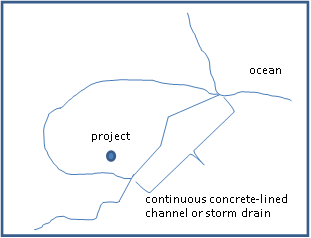 ocean
project
continuous concrete-lined
channel or storm drain